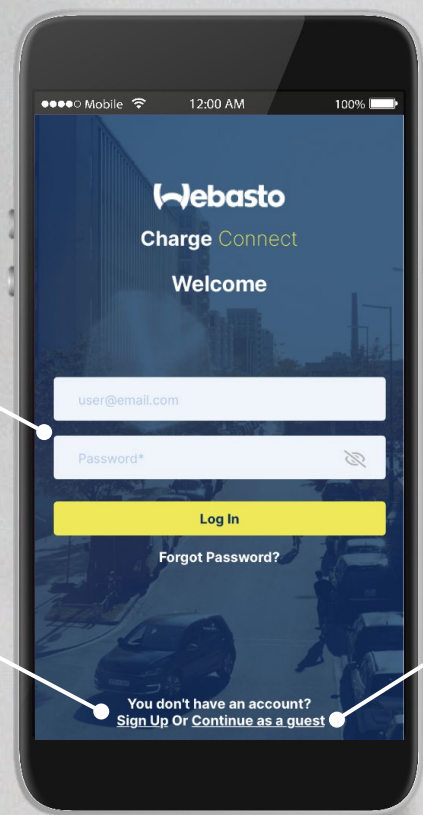 Mobile 12:00 AM 100%
Webasto
Charge Connect
Welcome
user@email.com
Password*
Log In
Forgot Password?
You don't have an account?
Sign Up Or Continue as a guest